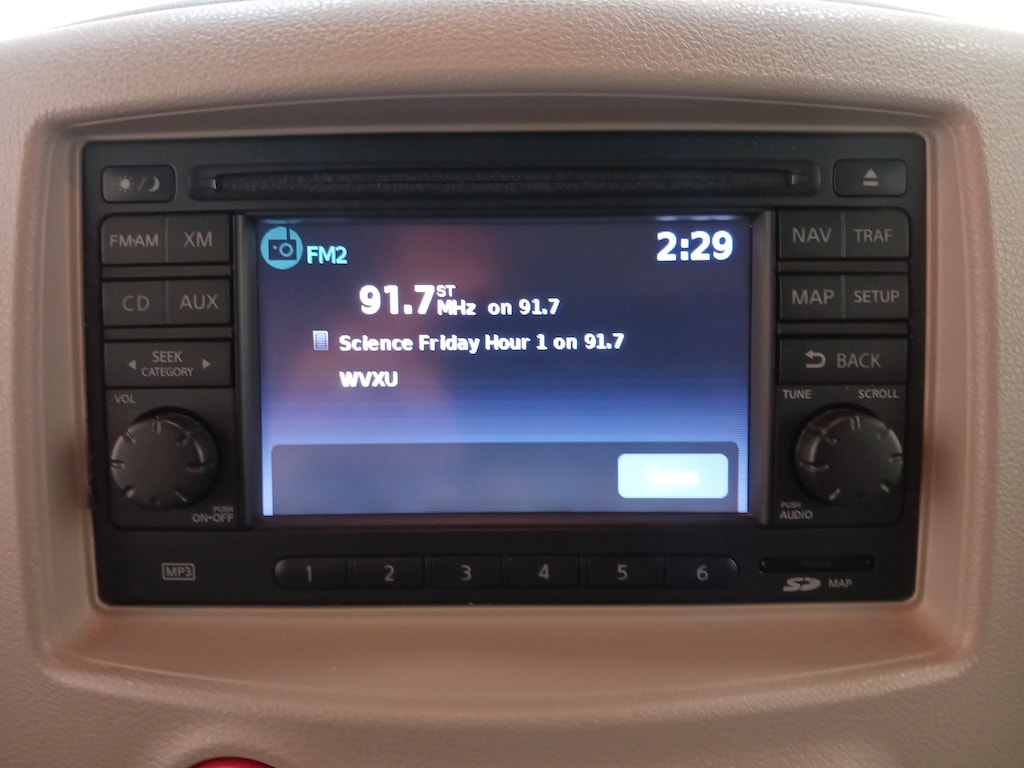 FM2
2:29
91.7 ST MHz on 91.7
Science Friday Hour 1 on 91.7
WVXU
FM·AM
XM
CD
AUX
SEEK
CATEGORY
VOL
PUSH
ON·OFF
NAV
TRAF
MAP
SETUP
BACK
TUNE
SCROLL
PUSH
AUDIO
MP3
1 2 3 4 5 6
SD MAP